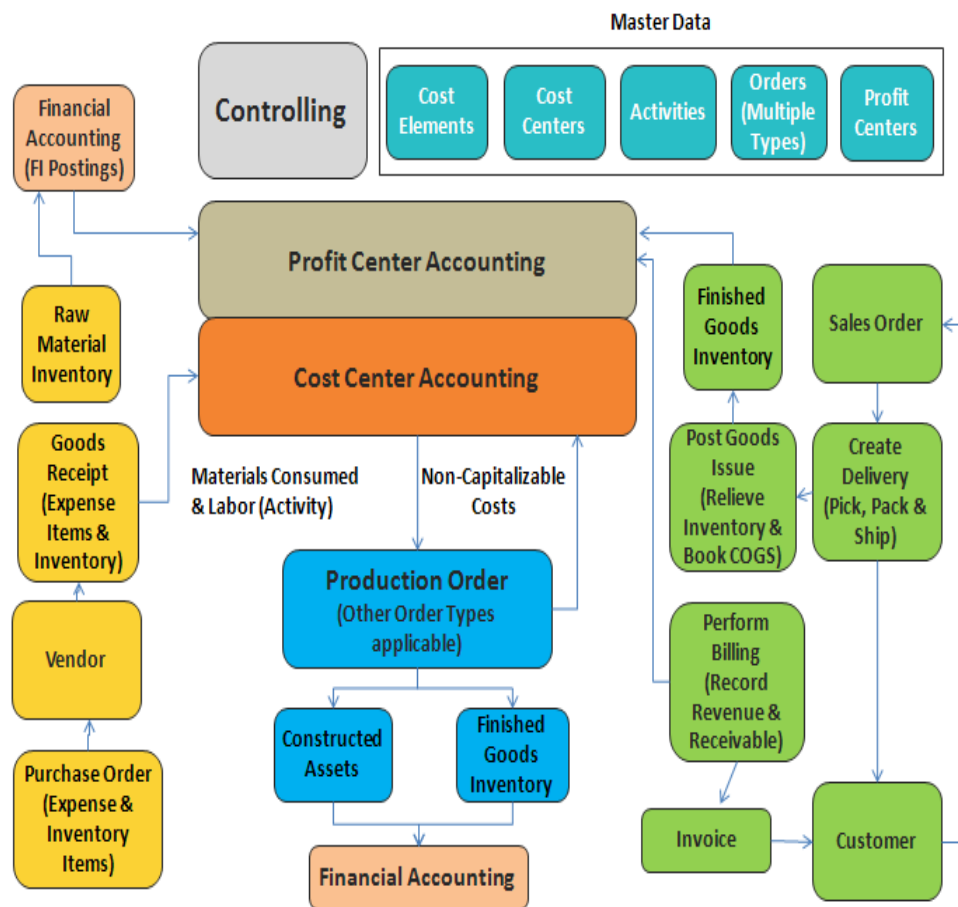 Master Data
Controlling
Cost
Elements
Cost
Centers
Activities
Orders
(Multiple
Types)
Profit
Centers
Financial
Accounting
(FI Postings)
Profit Center Accounting
Cost Center Accounting
Raw
Material
Inventory
Goods
Receipt
(Expense
Items &
Inventory)
Vendor
Purchase Order
(Expense &
Inventory
Items)
Materials Consumed
& Labor (Activity)
Non-Capitalizable
Costs
Production Order
(Other Order Types
applicable)
Constructed
Assets
Finished
Goods
Inventory
Financial Accounting
Finished
Goods
Inventory
Sales Order
Post Goods
Issue
(Relieve
Inventory &
Book COGS)
Create
Delivery
(Pick, Pack &
Ship)
Perform
Billing
(Record
Revenue &
Receivable)
Invoice
Customer